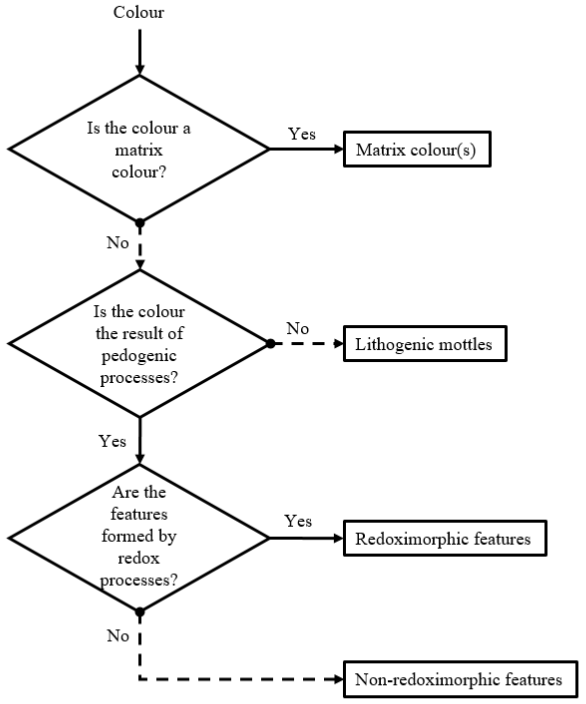 Colour
Is the colour a
matrix
colour?
Yes
Matrix colour(s)
No
Is the colour
the result of
pedogenic
processes?
No
Lithogenic mottles
Yes
Are the
features
formed by
redox
processes?
Yes
Redoximorphic features
No
Non-redoximorphic features